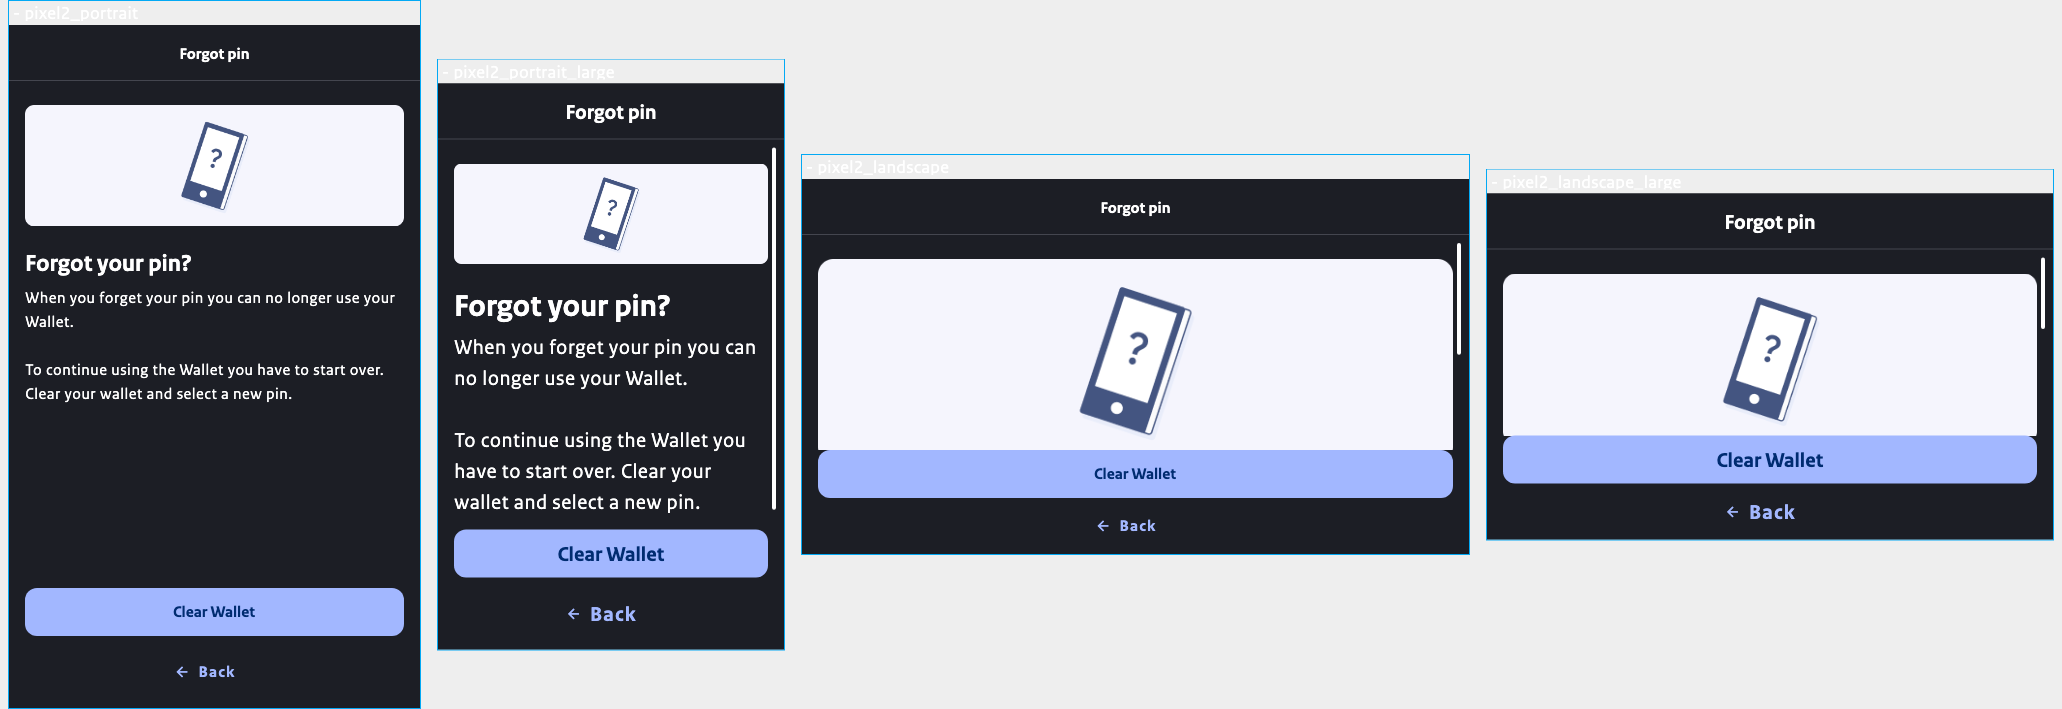 - pixel2_portrait
Forgot pin
?
Forgot your pin?
When you forget your pin you can no longer use your
Wallet.
To continue using the Wallet you have to start over.
Clear your wallet and select a new pin.
Clear Wallet
← Back
- pixel2_portrait_large
Forgot pin
?
Forgot your pin?
When you forget your pin you can
no longer use your Wallet.
To continue using the Wallet you
have to start over. Clear your
wallet and select a new pin.
Clear Wallet
← Back
- pixel2_landscape
Forgot pin
?
Clear Wallet
← Back
- pixel2_landscape_large
Forgot pin
?
Clear Wallet
← Back